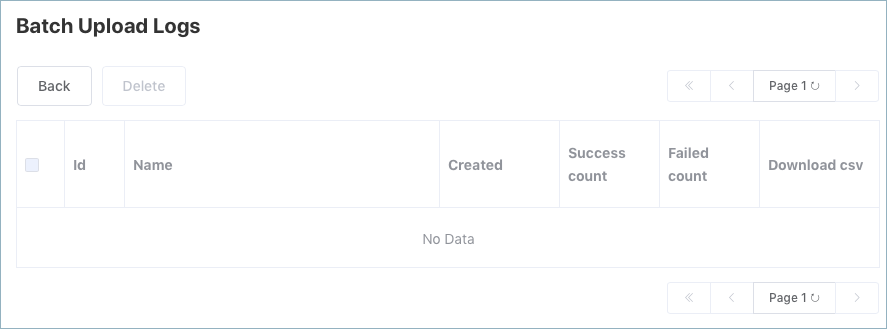 Batch Upload Logs
Back
Delete
Page 1
Id
Name
Created
Success
count
Failed
count
Download csv
No Data
Page 1